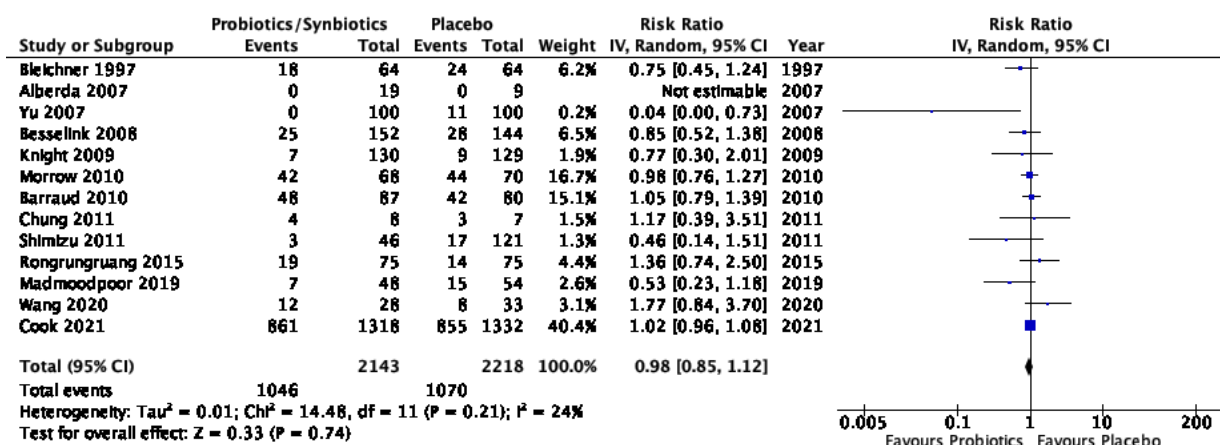 Probiotics/Synbiotics Placebo Risk Ratio Risk Ratio
Study or Subgroup Events Total Events Total Weight IV, Random, 95% CI Year IV, Random, 95% CI
Bleichner 1997 18 64 24 64 6.2% 0.75 [0.45, 1.24] 1997
Alberda 2007 0 19 0 9 Not estimable 2007
Yu 2007 0 100 11 100 0.2% 0.04 [0.00, 0.73] 2007
Besselink 2008 25 152 28 144 6.5% 0.85 [0.52, 1.38] 2008
Knight 2009 7 130 9 129 1.9% 0.77 [0.30, 2.01] 2009
Morrow 2010 42 68 44 70 16.7% 0.98 [0.76, 1.27] 2010
Barraud 2010 48 87 42 80 15.1% 1.05 [0.79, 1.39] 2010
Chung 2011 4 8 3 7 1.5% 1.17 [0.39, 3.51] 2011
Shimizu 2011 3 46 17 121 1.3% 0.46 [0.14, 1.51] 2011
Rongrungruang 2015 19 75 14 75 4.4% 1.36 [0.74, 2.50] 2015
Madmoodpoor 2019 7 48 15 54 2.6% 0.53 [0.23, 1.18] 2019
Wang 2020 12 28 8 33 3.1% 1.77 [0.84, 3.70] 2020
Cook 2021 861 1318 855 1332 40.4% 1.02 [0.96, 1.08] 2021
Total (95% CI) 2143 2218 100.0% 0.98 [0.85, 1.12]
Total events 1046 1070
Heterogeneity: Tau² = 0.01; Chi² = 14.48, df = 11 (P = 0.21); I² = 24%
Test for overall effect: Z = 0.33 (P = 0.74)
0.005 0.1 1 10 200
Favours Probiotics Favours Placebo